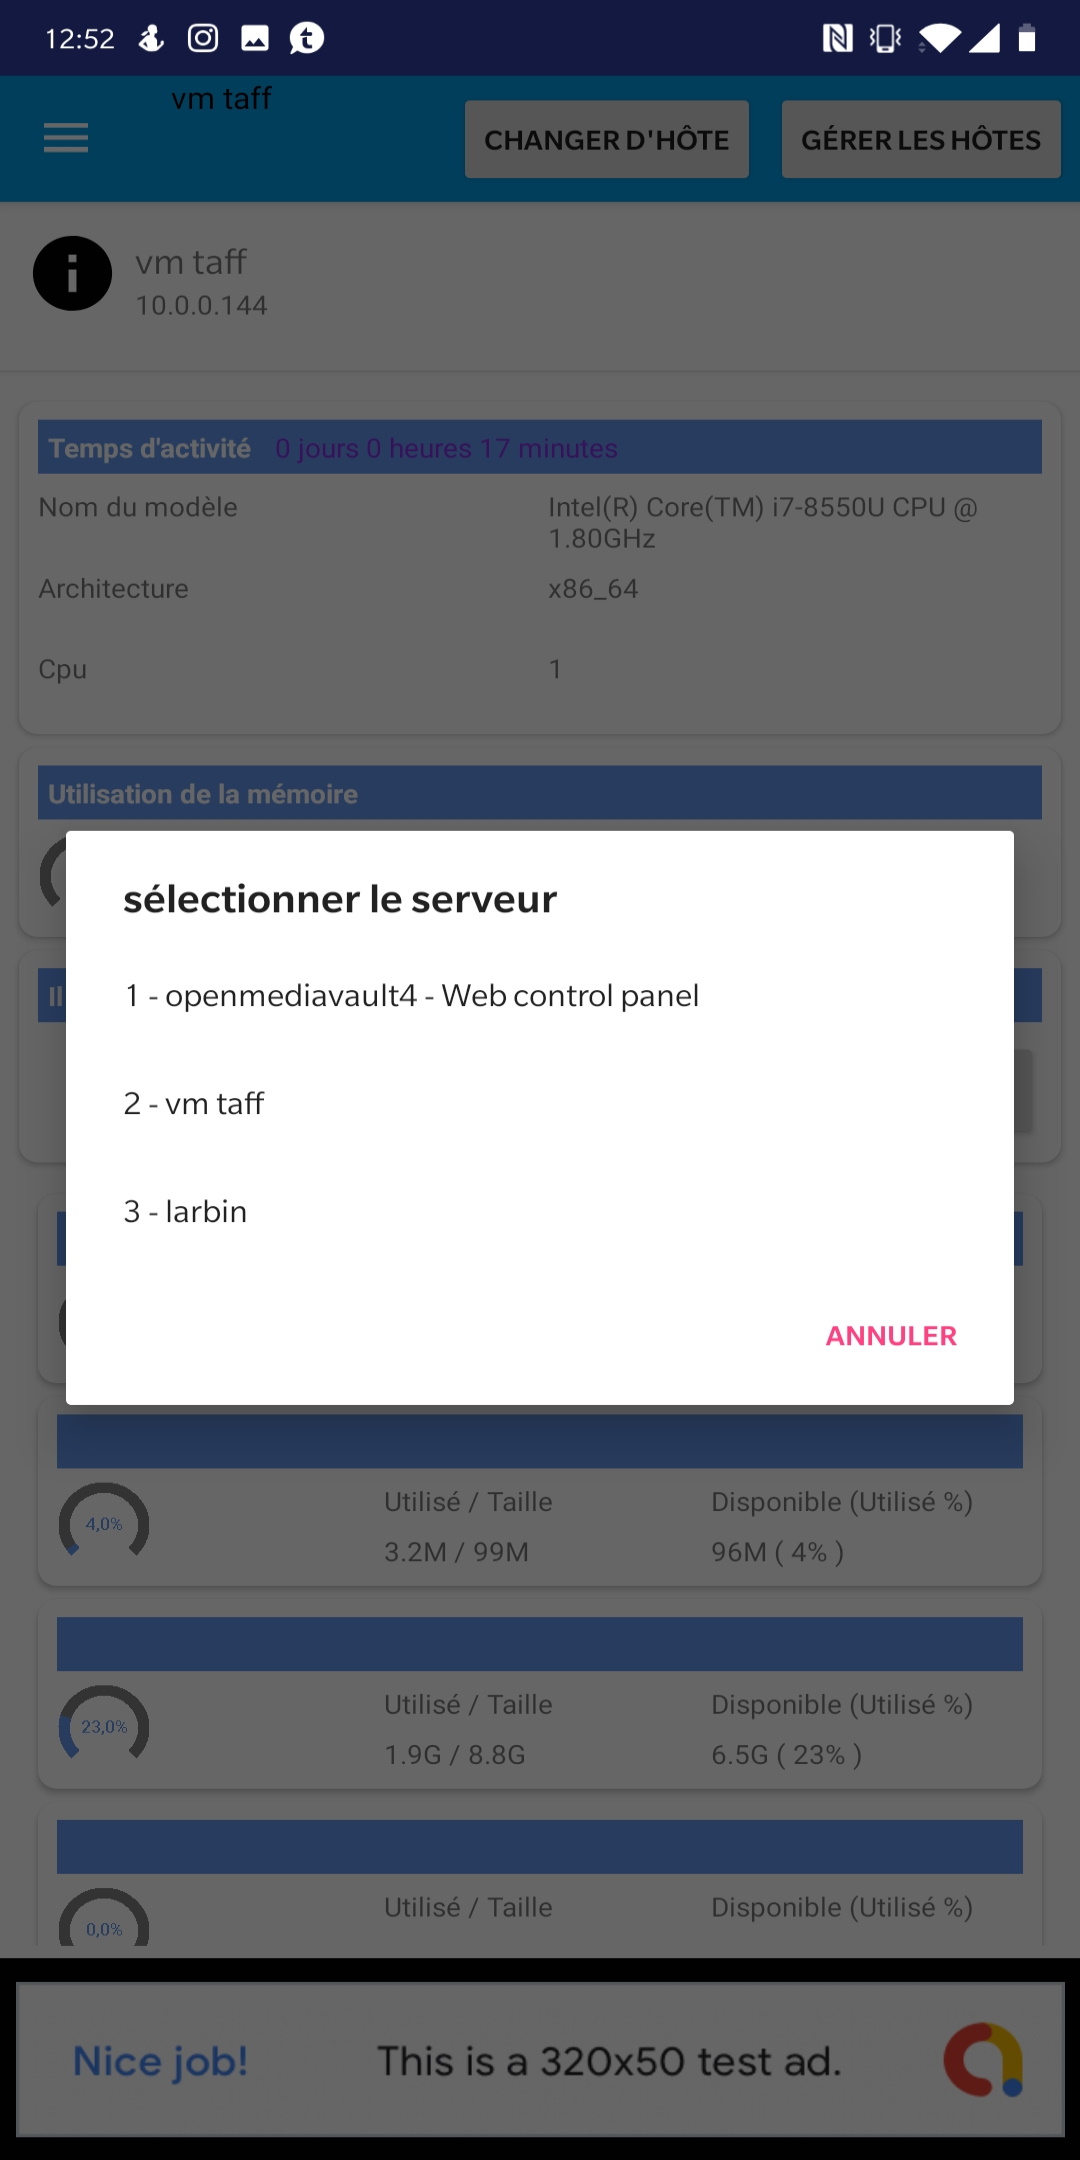 12:52
vm taff
CHANGER D'HÔTE
GÉRER LES HÔTES
vm taff
10.0.0.144
Temps d'activité 0 jours 0 heures 17 minutes
Nom du modèle
Intel(R) Core(TM) i7-8550U CPU @
1.80GHz
Architecture
x86_64
Cpu
1
Utilisation de la mémoire
sélectionner le serveur
1 - openmediavault4 - Web control panel
2 - vm taff
3 - larbin
ANNULER
4,0%
Utilisé / Taille
Disponible (Utilisé %)
3.2M / 99M
96M ( 4% )
23,0%
Utilisé / Taille
Disponible (Utilisé %)
1.9G / 8.8G
6.5G ( 23% )
0,0%
Utilisé / Taille
Disponible (Utilisé %)
Nice job!
This is a 320x50 test ad.